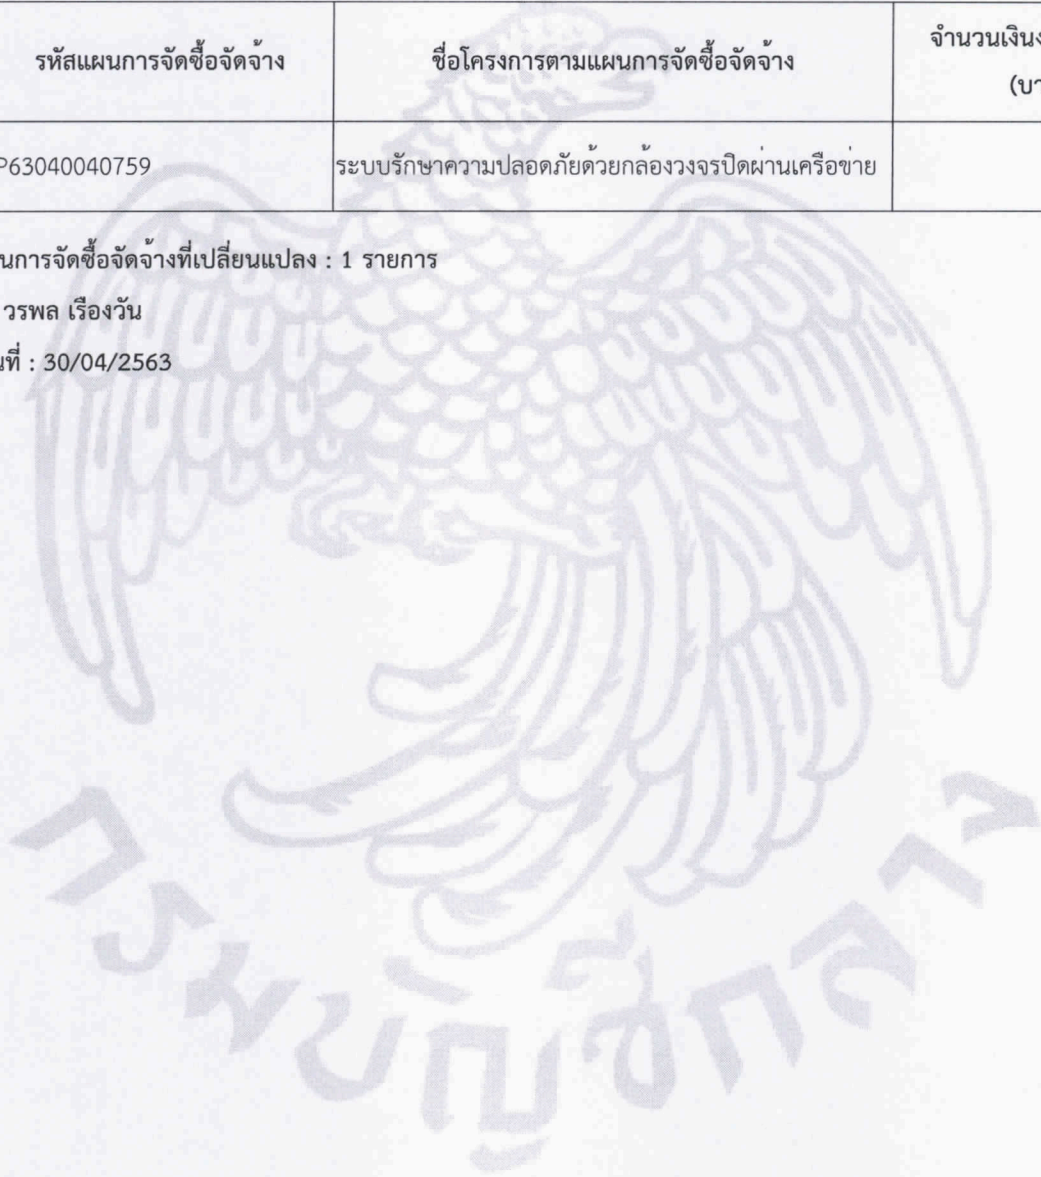 รหัสแผนการจัดซื้อจัดจ้าง ชื่อโครงการตามแผนการจัดซื้อจัดจ้าง จำนวนเงิน
(บา
P63040040759 ระบบรักษาความปลอดภัยด้วยกล้องวงจรปิดผ่านเครือข่าย
นการจัดซื้อจัดจ้างที่เปลี่ยนแปลง : 1 รายการ
วรพล เรืองวัน
นที่ : 30/04/2563
กรมบัญชีกลาง